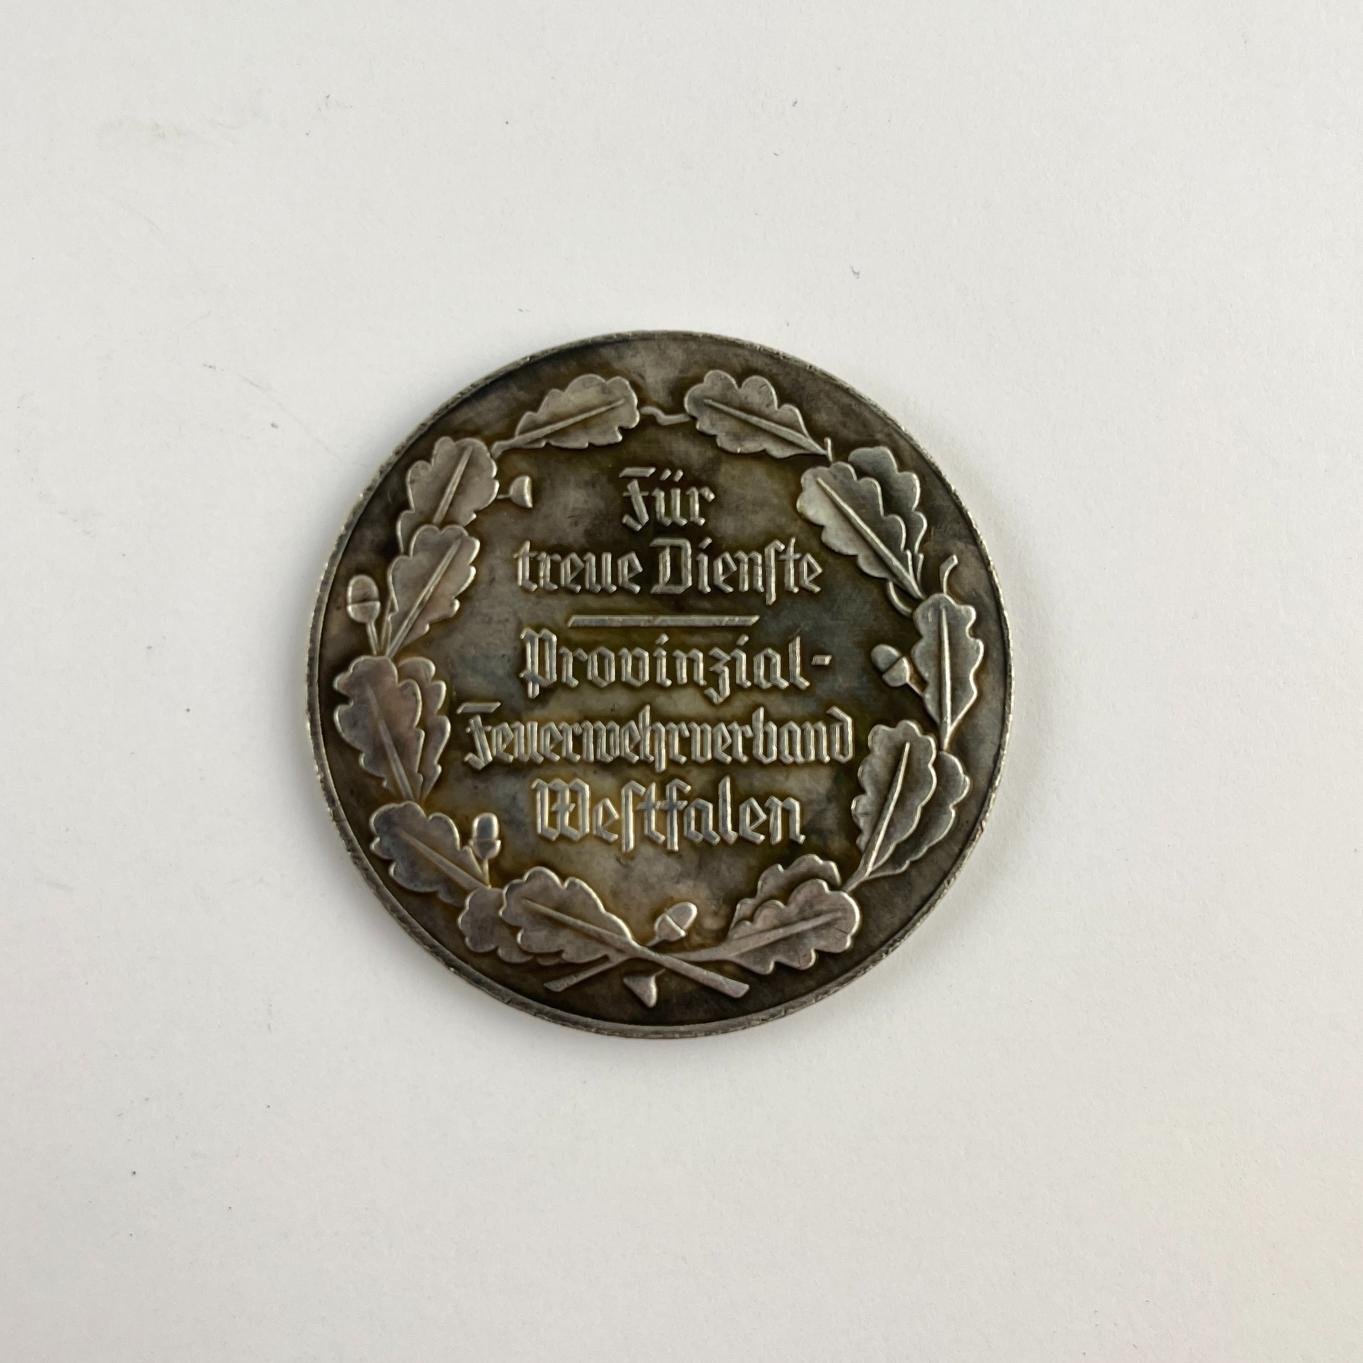 Für
treue Dienſte
Provinzial-
Feuerwehrverband
Weſtfalen